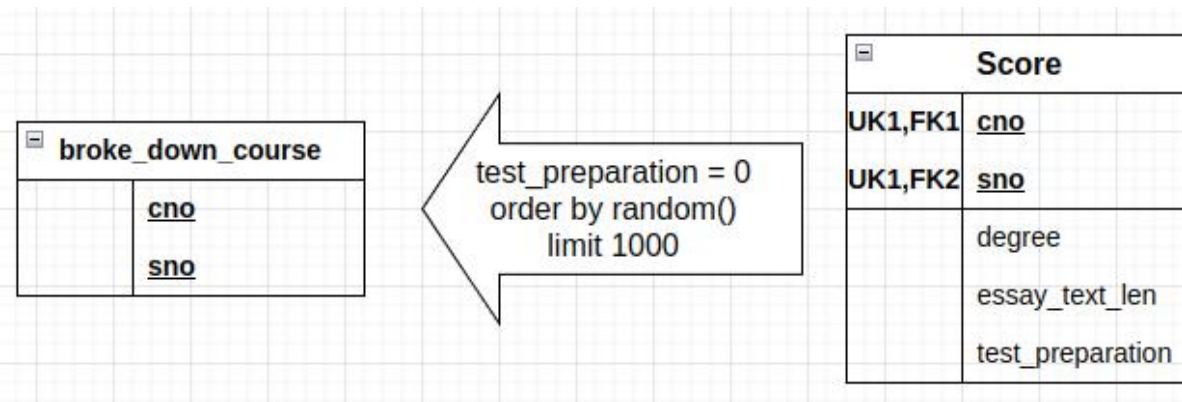 broke_down_course
cno
sno
test_preparation = 0
order by random()
limit 1000
Score
UK1,FK1 cno
UK1,FK2 sno
degree
essay_text_len
test_preparation